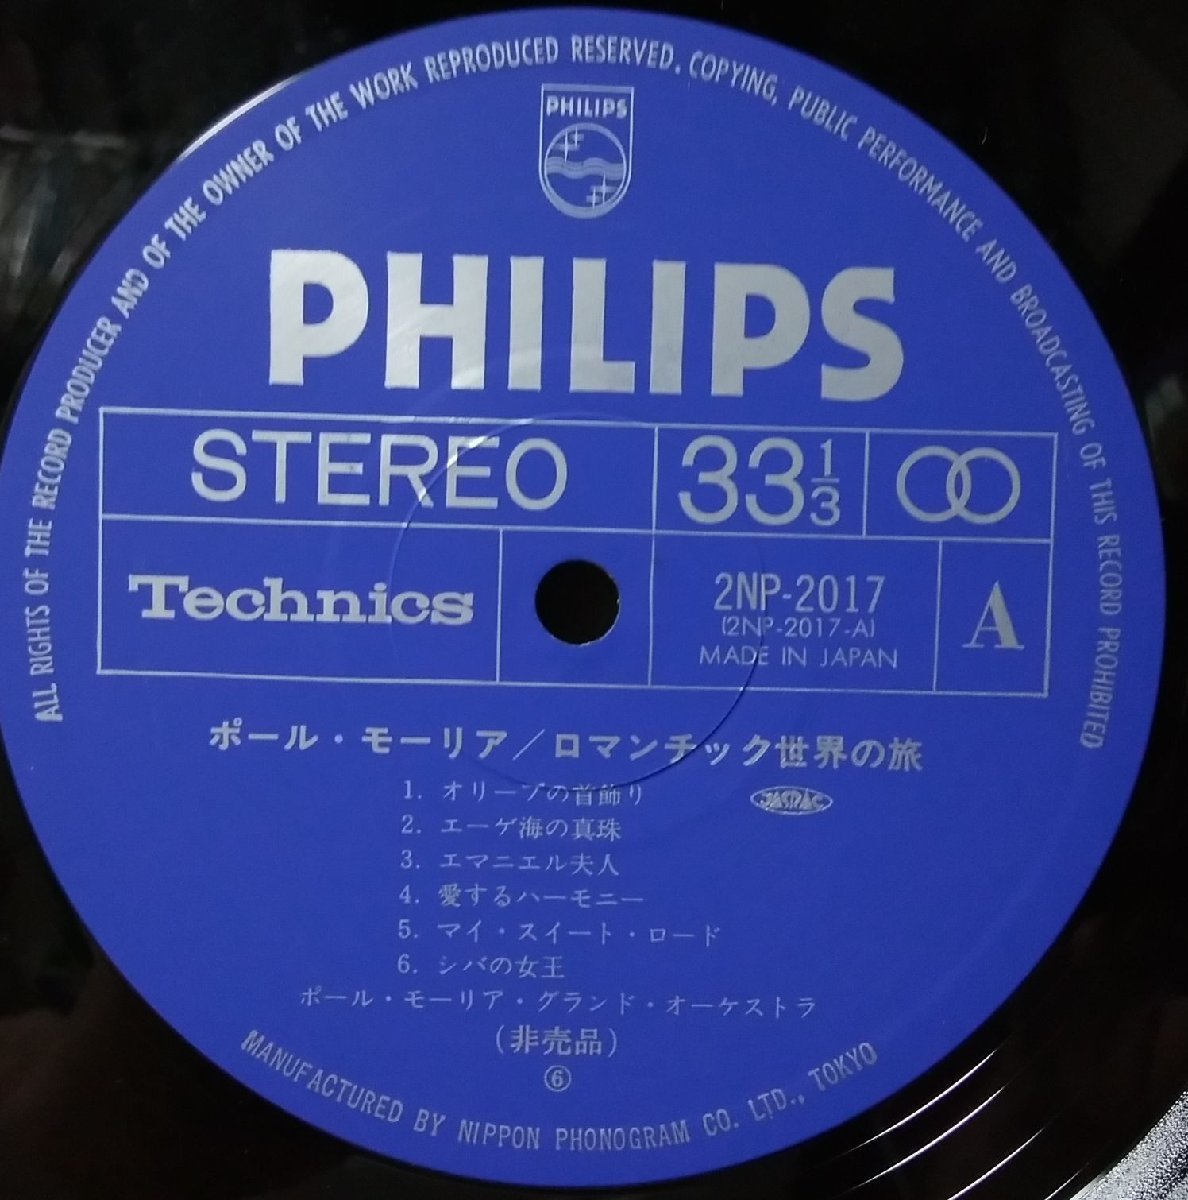 ALL RIGHTS OF THE RECORD PRODUCER AND OF THE OWNER OF THE WORK REPRODUCED RESERVED. COPYING, PUBLIC PERFORMANCE AND BROADCASTING OF THIS RECORD PROHIBITED
PHILIPS
PHILIPS
STEREO 33 1/3
Technics 2NP-2017
(2NP-2017-A)
MADE IN JAPAN
A
ポール・モーリア/ロマンチック世界の旅
1. オリーブの首飾り
JASRAC
2. エーゲ海の真珠
3. エマニエル夫人
4. 愛するハーモニー
5. マイ・スイート・ロード
6. シバの女王
ポール・モーリア・グランド・オーケストラ
(非売品)
⑥
MANUFACTURED BY NIPPON PHONOGRAM CO. LTD., TOKYO